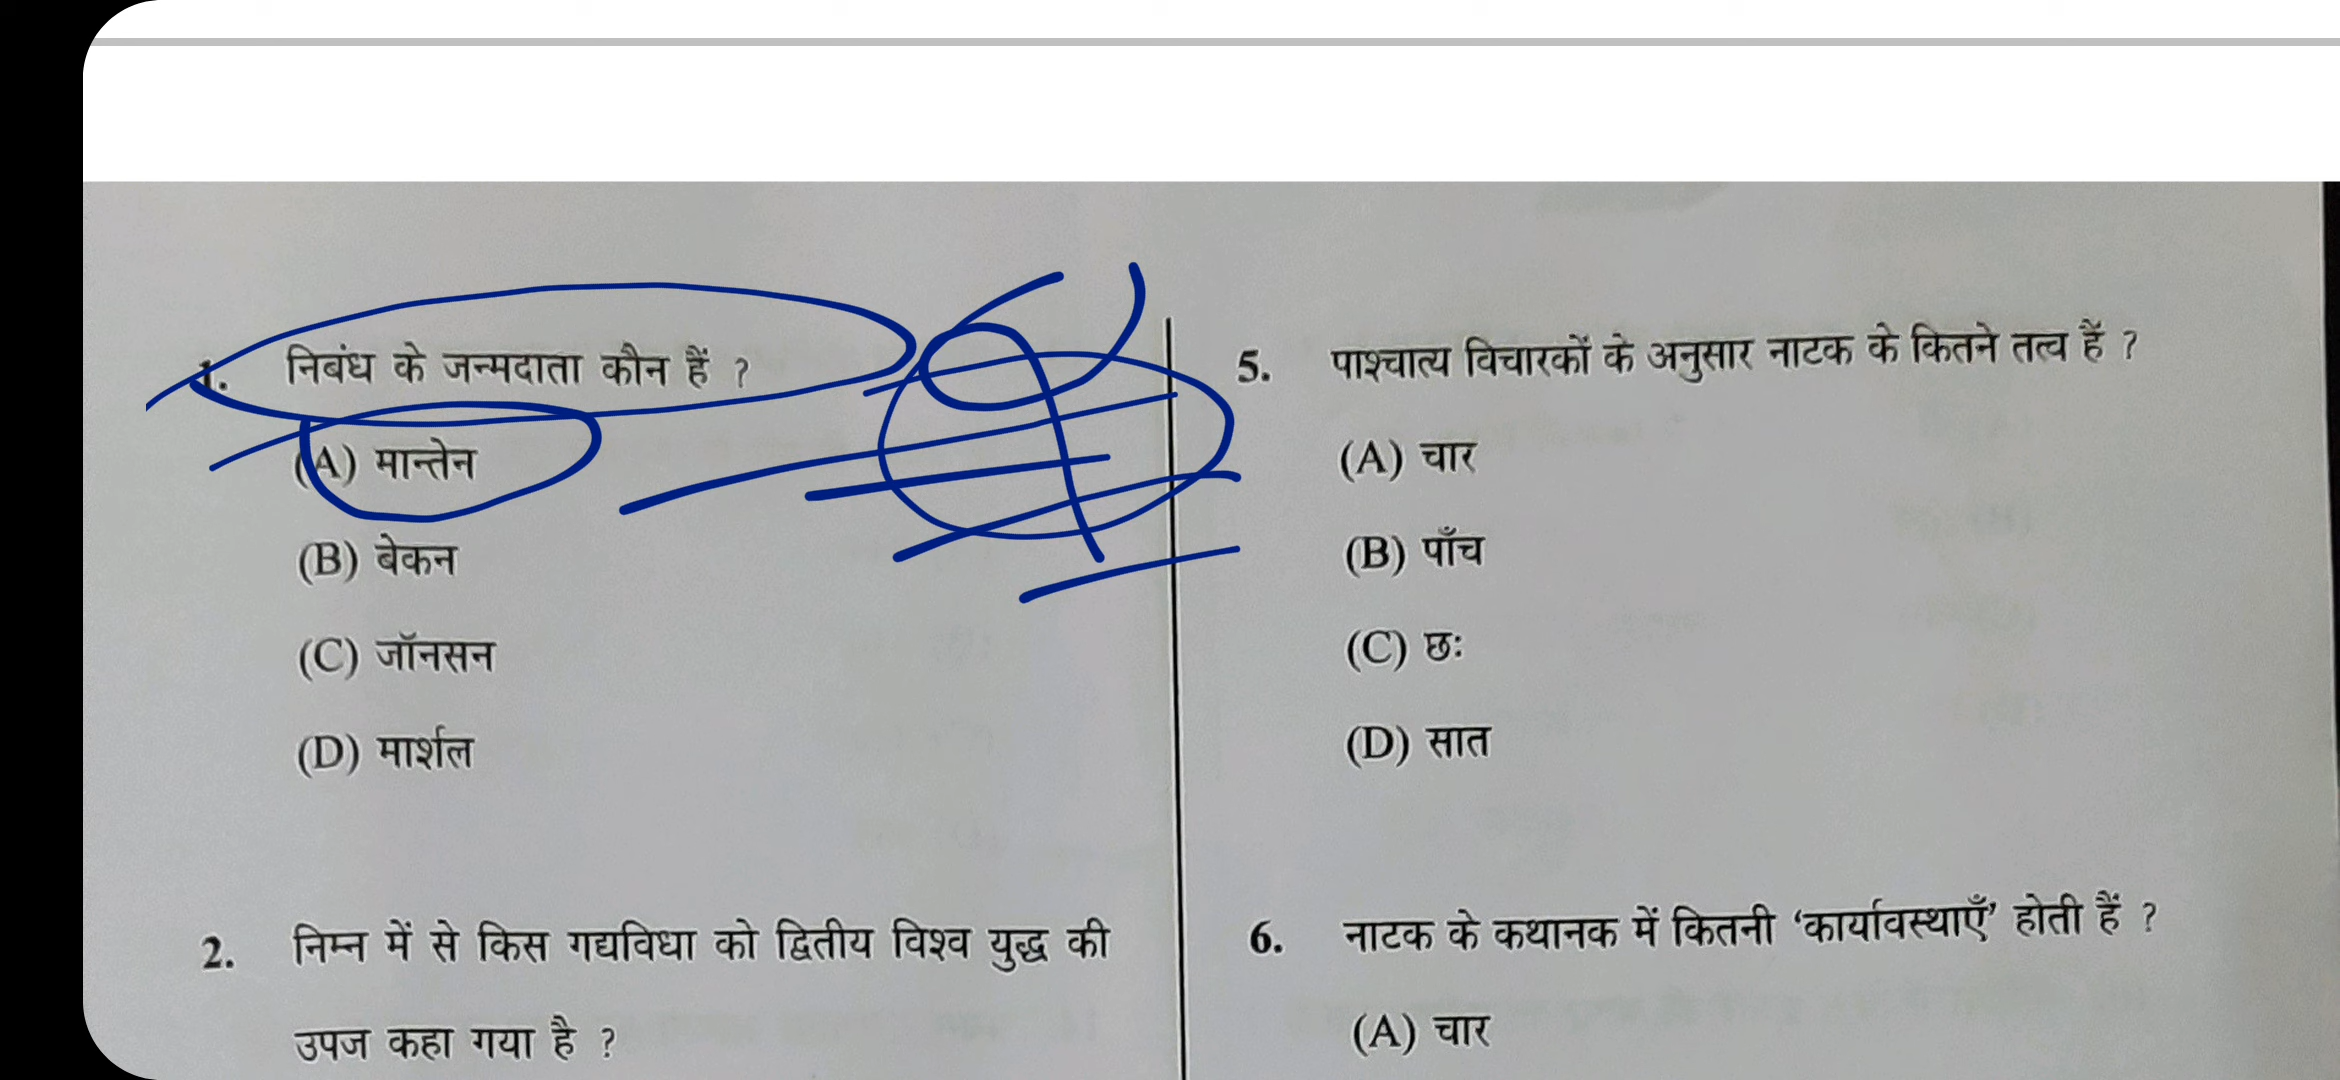 1. निबंध के जन्मदाता कौन हैं ?
(A) मान्तेन
(B) बेकन
(C) जॉनसन
(D) मार्शल
2. निम्न में से किस गद्यविधा को द्वितीय विश्व युद्ध की
उपज कहा गया है ?
5. पाश्चात्य विचारकों के अनुसार नाटक के कितने तत्व हैं ?
(A) चार
(B) पाँच
(C) छः
(D) सात
6. नाटक के कथानक में कितनी ‘कार्यावस्थाएँ’ होती हैं ?
(A) चार